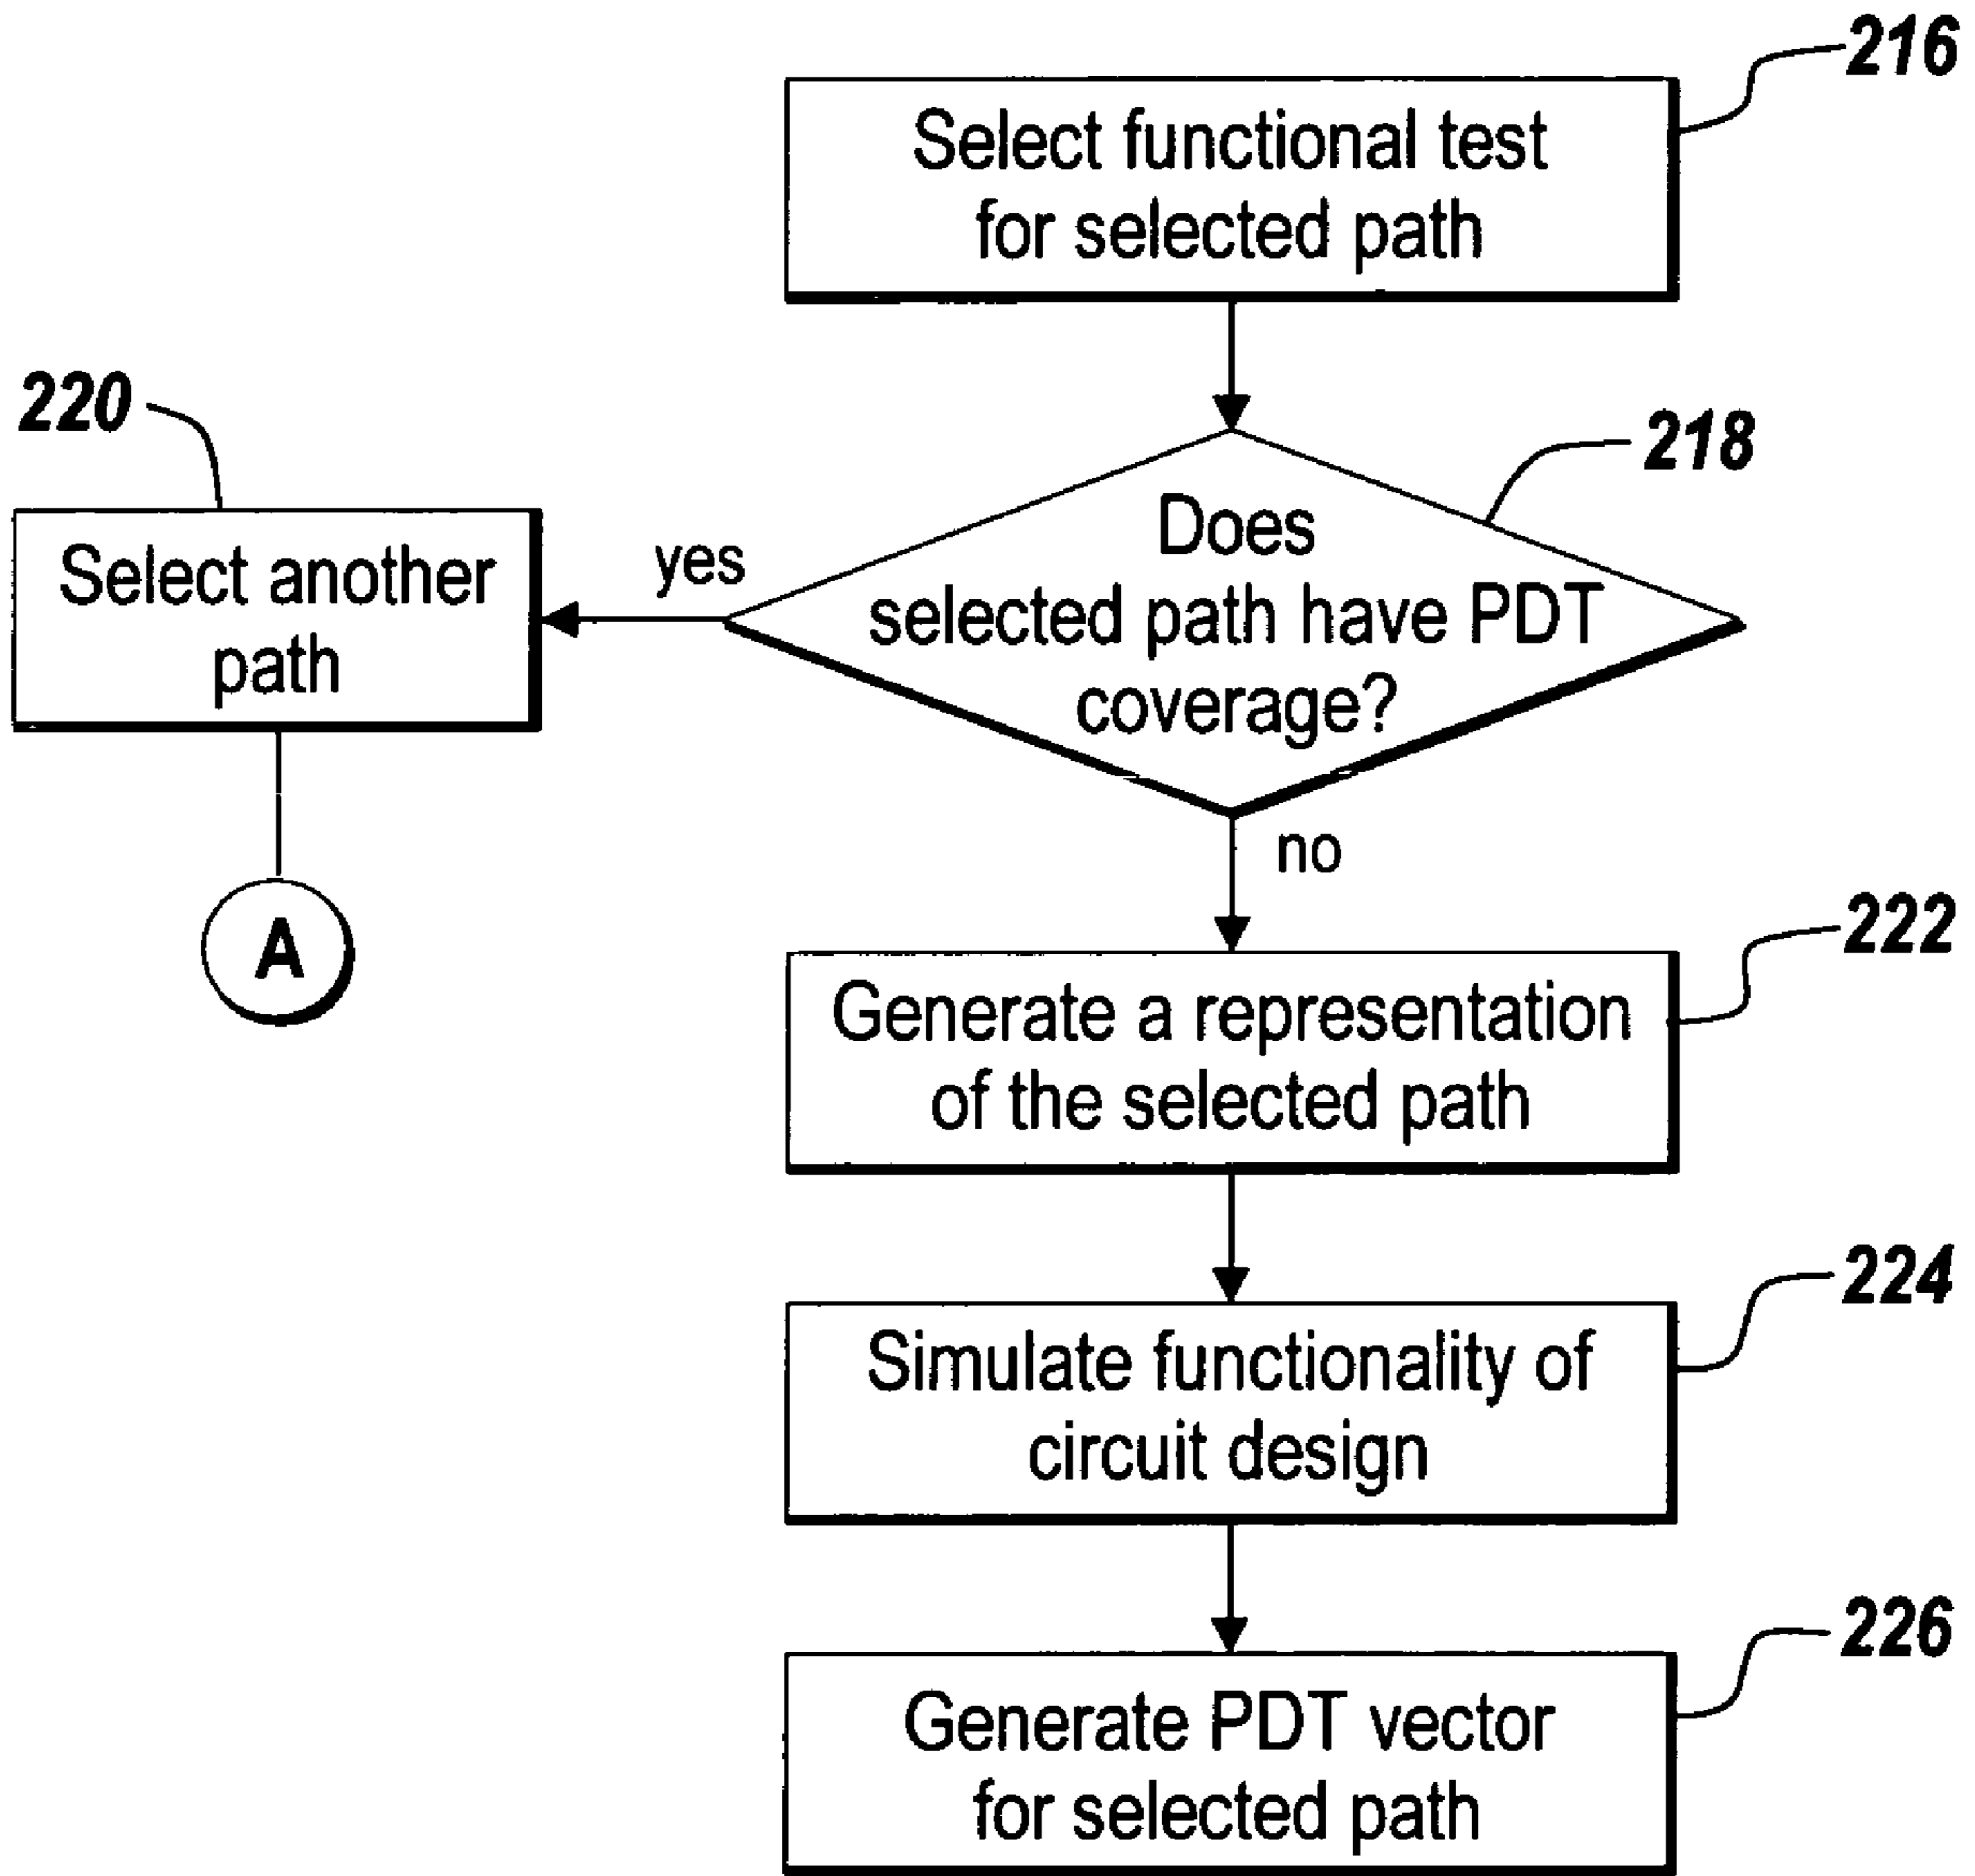 216
Select functional test
for selected path
220
218
Does
selected path have PDT
coverage?
yes
Select another
path
no
A
222
Generate a representation
of the selected path
224
Simulate functionality of
circuit design
226
Generate PDT vector
for selected path